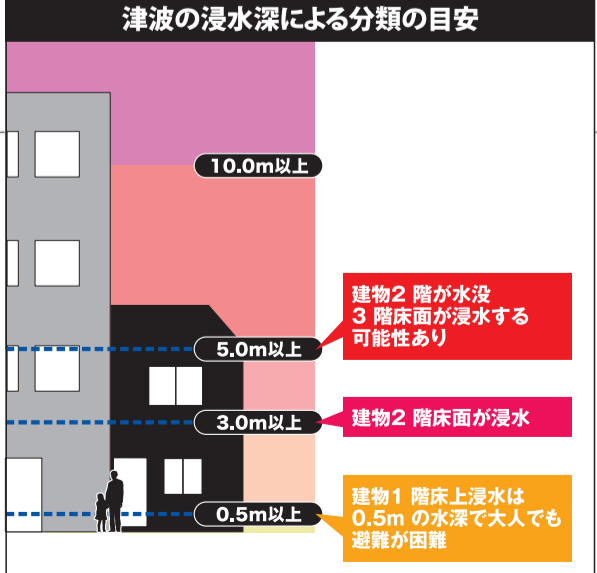 津波の浸水深による分類の目安
10.0m以上
建物2 階が水没
3 階床面が浸水する
可能性あり
5.0m以上
建物2 階床面が浸水
3.0m以上
建物1 階床上浸水は
0.5m の水深で大人でも
避難が困難
0.5m以上